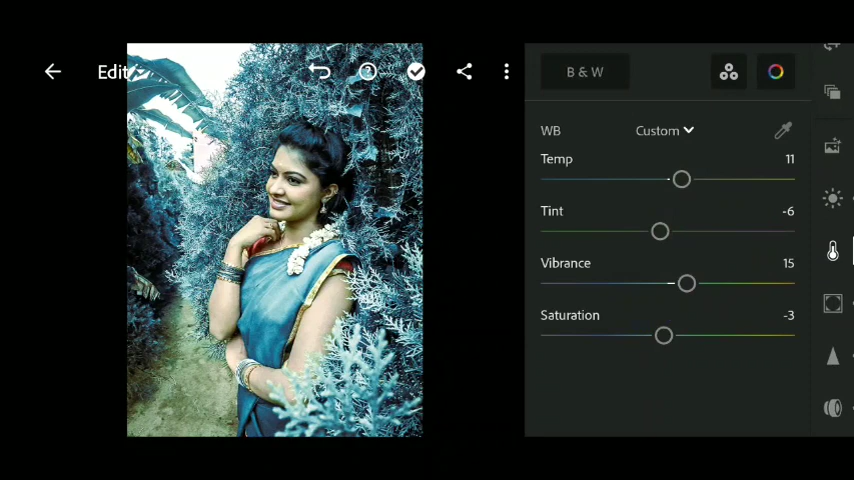 Edit
B & W
WB Custom
Temp 11
Tint -6
Vibrance 15
Saturation -3